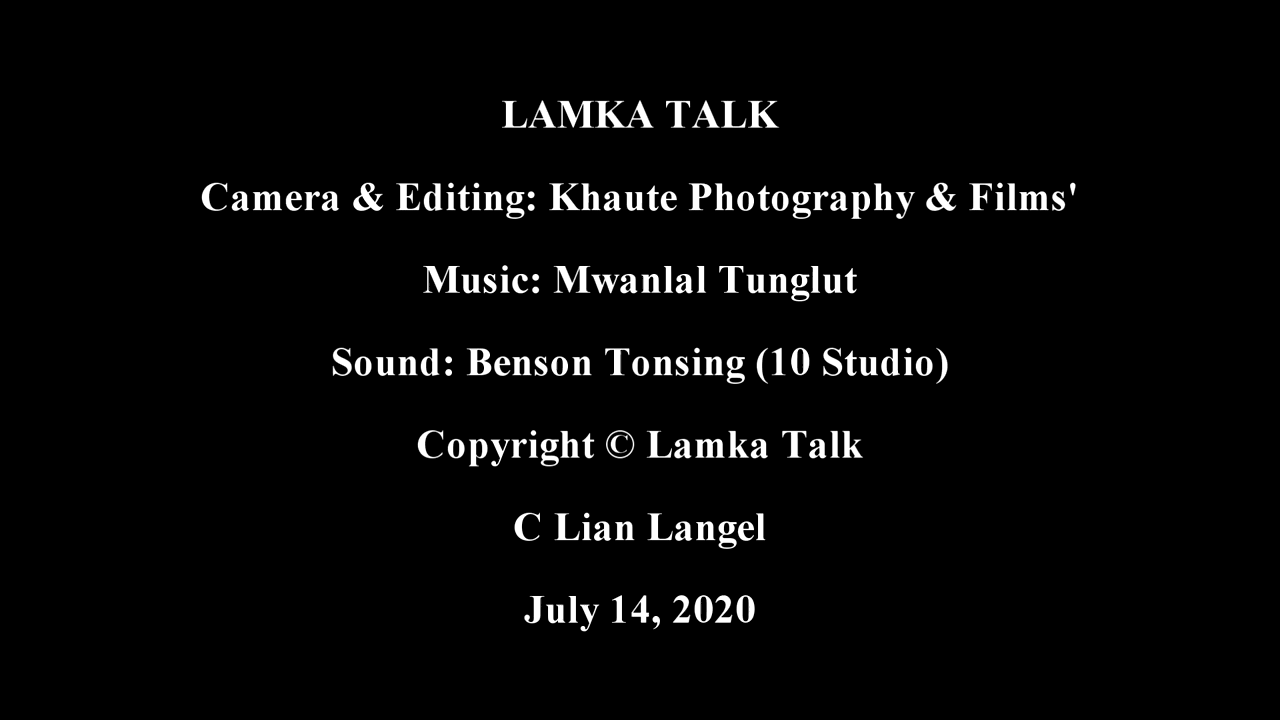 LAMKA TALK
Camera & Editing: Khaute Photography & Films'
Music: Mwanlal Tunglut
Sound: Benson Tonsing (10 Studio)
Copyright © Lamka Talk
C Lian Langel
July 14, 2020